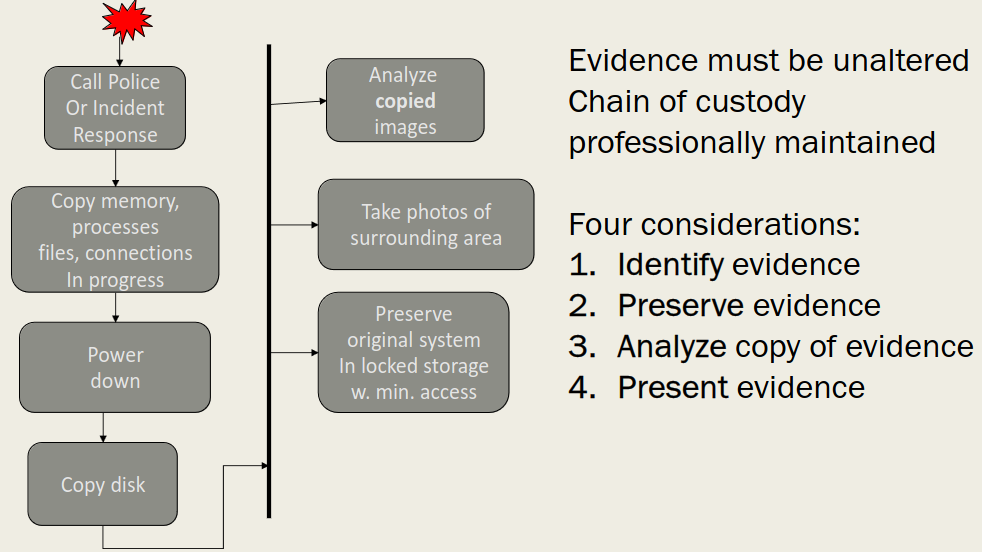 Call Police
Or Incident
Response
Copy memory,
processes
files, connections
In progress
Power
down
Copy disk
Analyze
copied
images
Take photos of
surrounding area
Preserve
original system
In locked storage
w. min. access
Evidence must be unaltered
Chain of custody
professionally maintained
Four considerations:
1. Identify evidence
2. Preserve evidence
3. Analyze copy of evidence
4. Present evidence